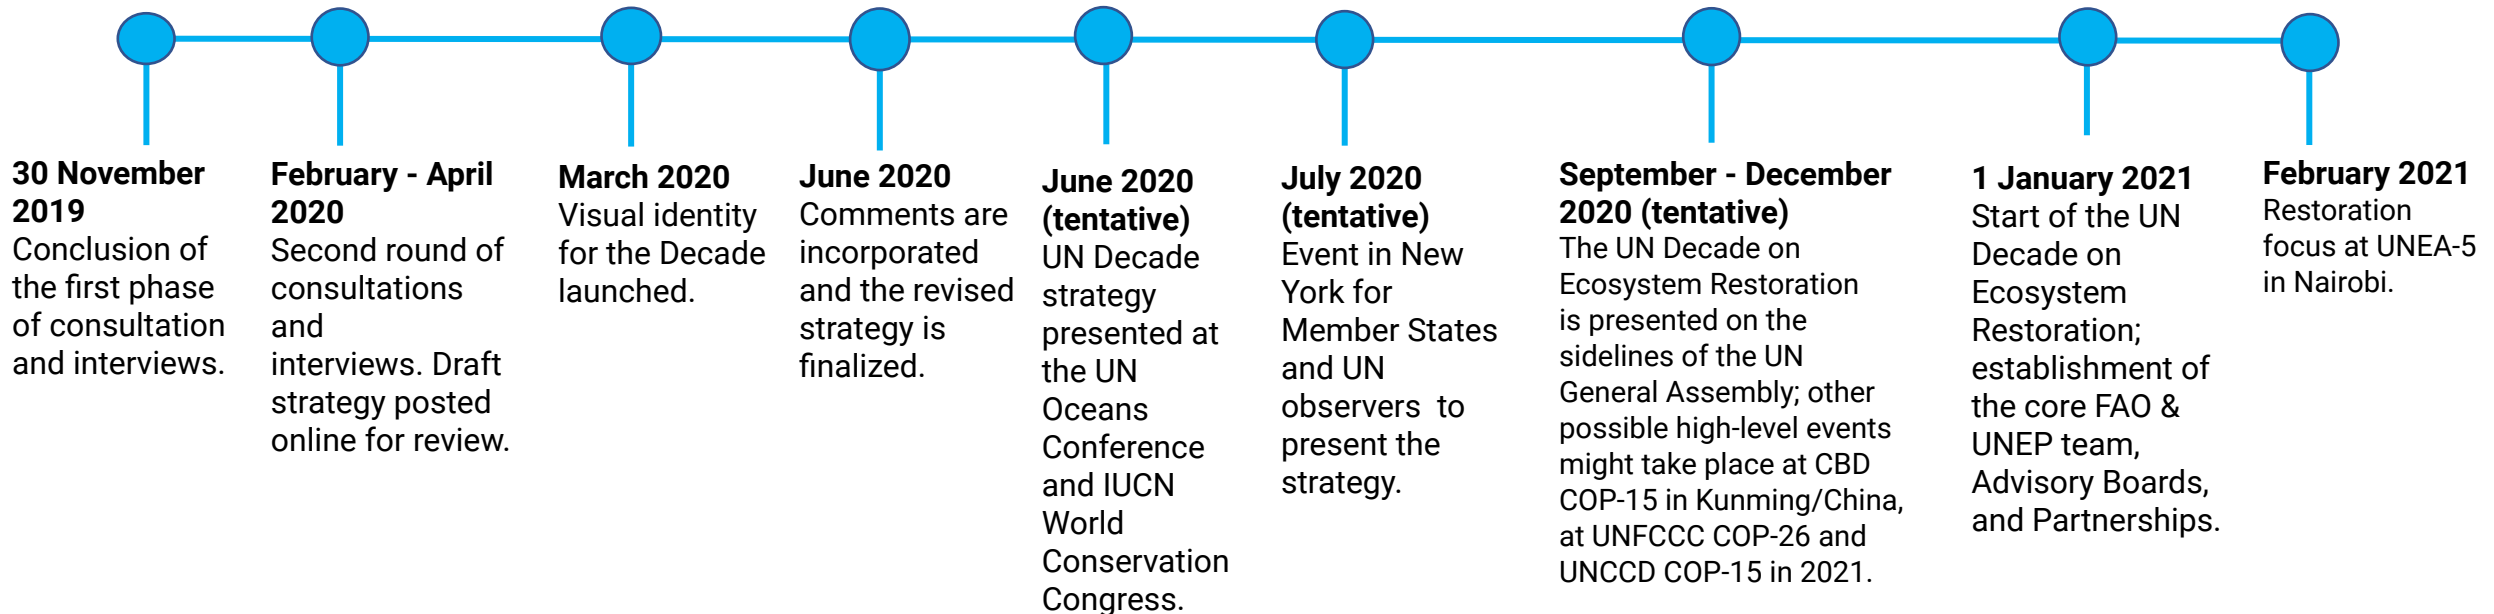 30 November
2019
Conclusion of
the first phase
of consultation
and interviews.
February - April
2020
Second round of
consultations
and
interviews. Draft
strategy posted
online for review.
March 2020
Visual identity
for the Decade
launched.
June 2020
Comments are
incorporated
and the revised
strategy is
finalized.
June 2020
(tentative)
UN Decade
strategy
presented at
the UN
Oceans
Conference
and IUCN
World
Conservation
Congress.
July 2020
(tentative)
Event in New
York for
Member States
and UN
observers  to
present the
strategy.
September - December
2020 (tentative)
The UN Decade on
Ecosystem Restoration
is presented on the
sidelines of the UN
General Assembly; other
possible high-level events
might take place at CBD
COP-15 in Kunming/China,
at UNFCCC COP-26 and
UNCCD COP-15 in 2021.
1 January 2021
Start of the UN
Decade on
Ecosystem
Restoration;
establishment of
the core FAO &
UNEP team,
Advisory Boards,
and Partnerships.
February 2021
Restoration
focus at UNEA-5
in Nairobi.